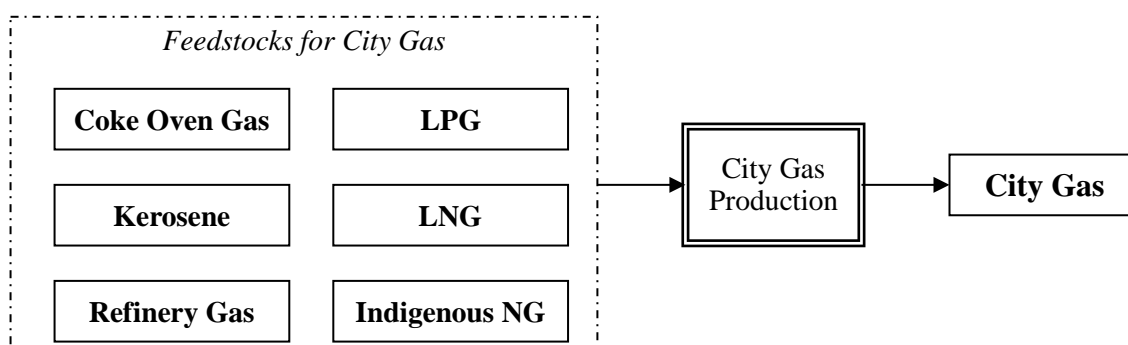 Feedstocks for City Gas
Coke Oven Gas
LPG
Kerosene
LNG
Refinery Gas
Indigenous NG
City Gas
Production
City Gas